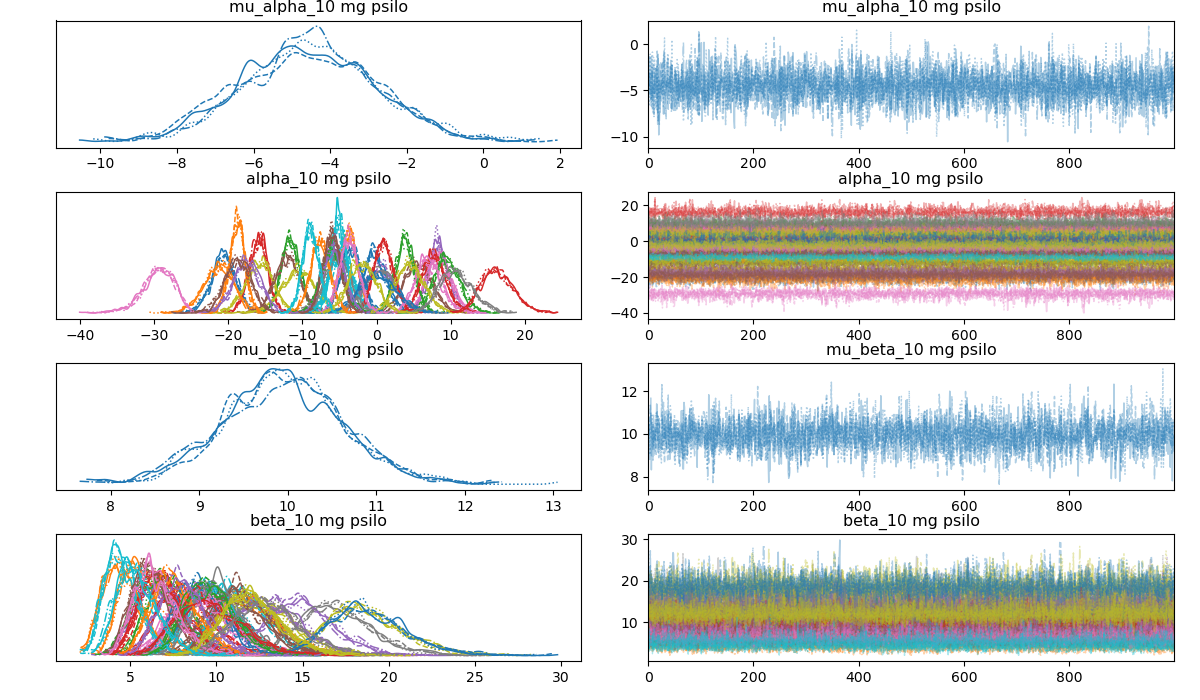 mu_alpha_10 mg psilo mu_alpha_10 mg psilo
0
−5
−10
−10 −8 −6 −4 −2 0 2 0 200 400 600 800
alpha_10 mg psilo alpha_10 mg psilo
20
0
−20
−40
−40 −30 −20 −10 0 10 20 0 200 400 600 800
mu_beta_10 mg psilo mu_beta_10 mg psilo
12
10
8
8 9 10 11 12 13 0 200 400 600 800
beta_10 mg psilo beta_10 mg psilo
30
20
10
5 10 15 20 25 30 0 200 400 600 800